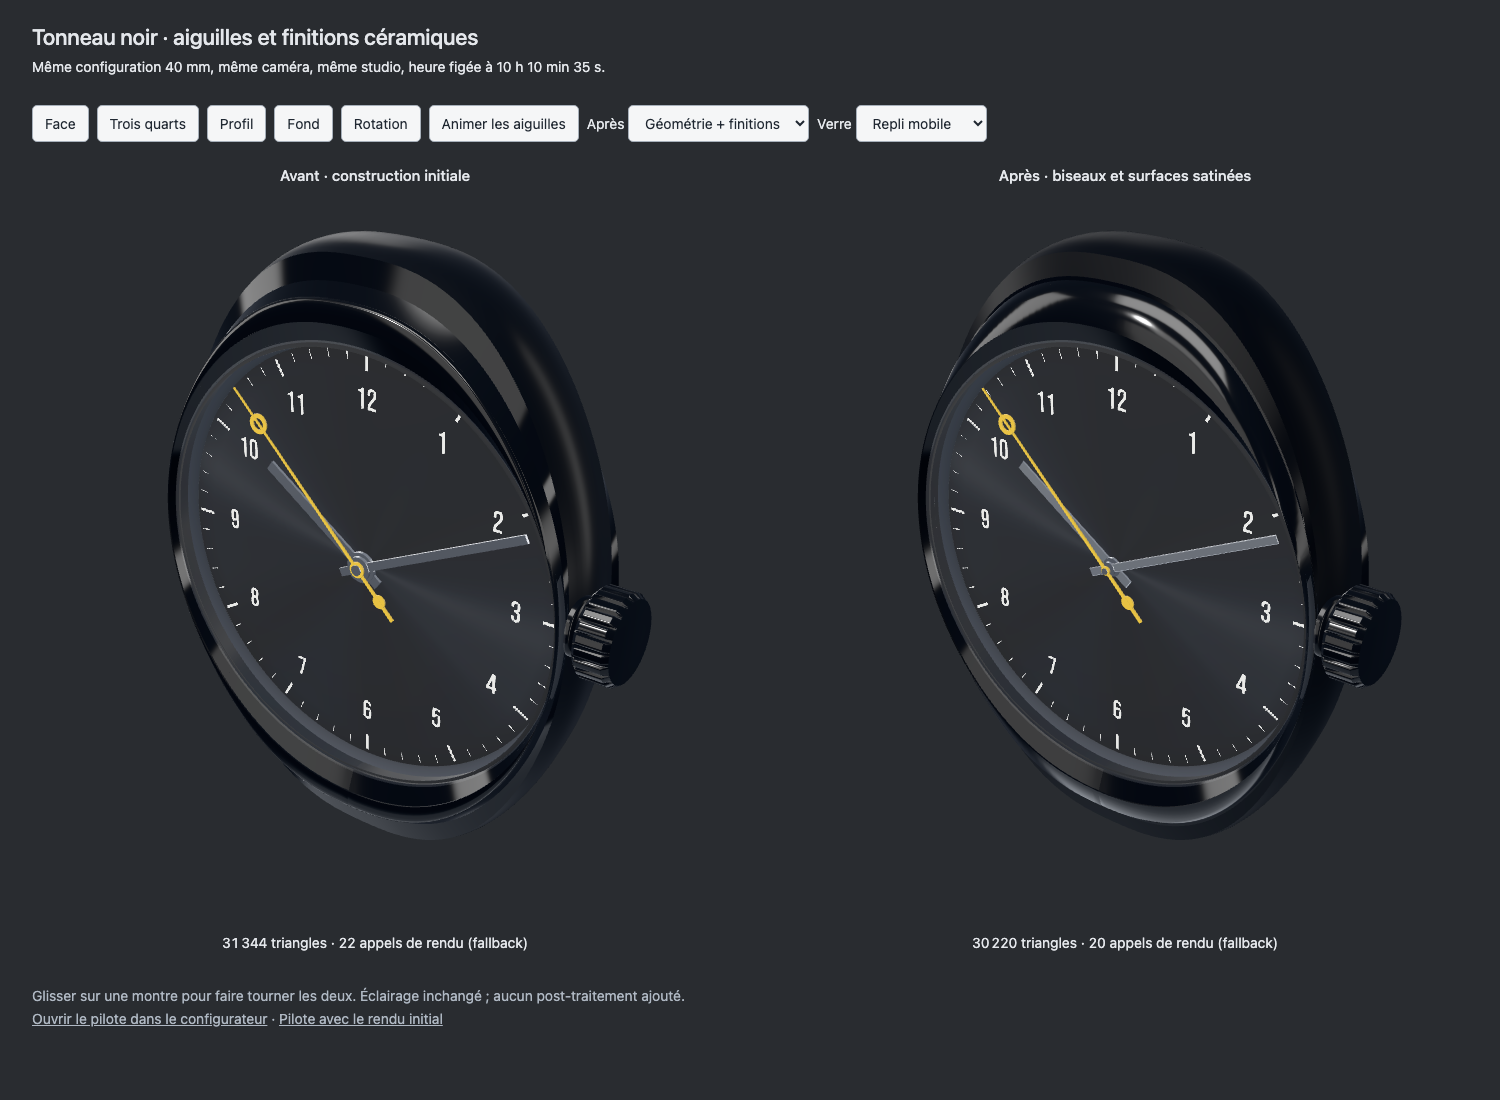 Tonneau noir · aiguilles et finitions céramiques
Même configuration 40 mm, même caméra, même studio, heure figée à 10 h 10 min 35 s.
Face Trois quarts Profil Fond Rotation Animer les aiguilles Après Géométrie + finitions Verre Repli mobile
Avant · construction initiale
12
1
2
3
4
5
6
7
8
9
10
11
31 344 triangles · 22 appels de rendu (fallback)
Après · biseaux et surfaces satinées
12
1
2
3
4
5
6
7
8
9
10
11
30 220 triangles · 20 appels de rendu (fallback)
Glisser sur une montre pour faire tourner les deux. Éclairage inchangé ; aucun post-traitement ajouté.
Ouvrir le pilote dans le configurateur · Pilote avec le rendu initial